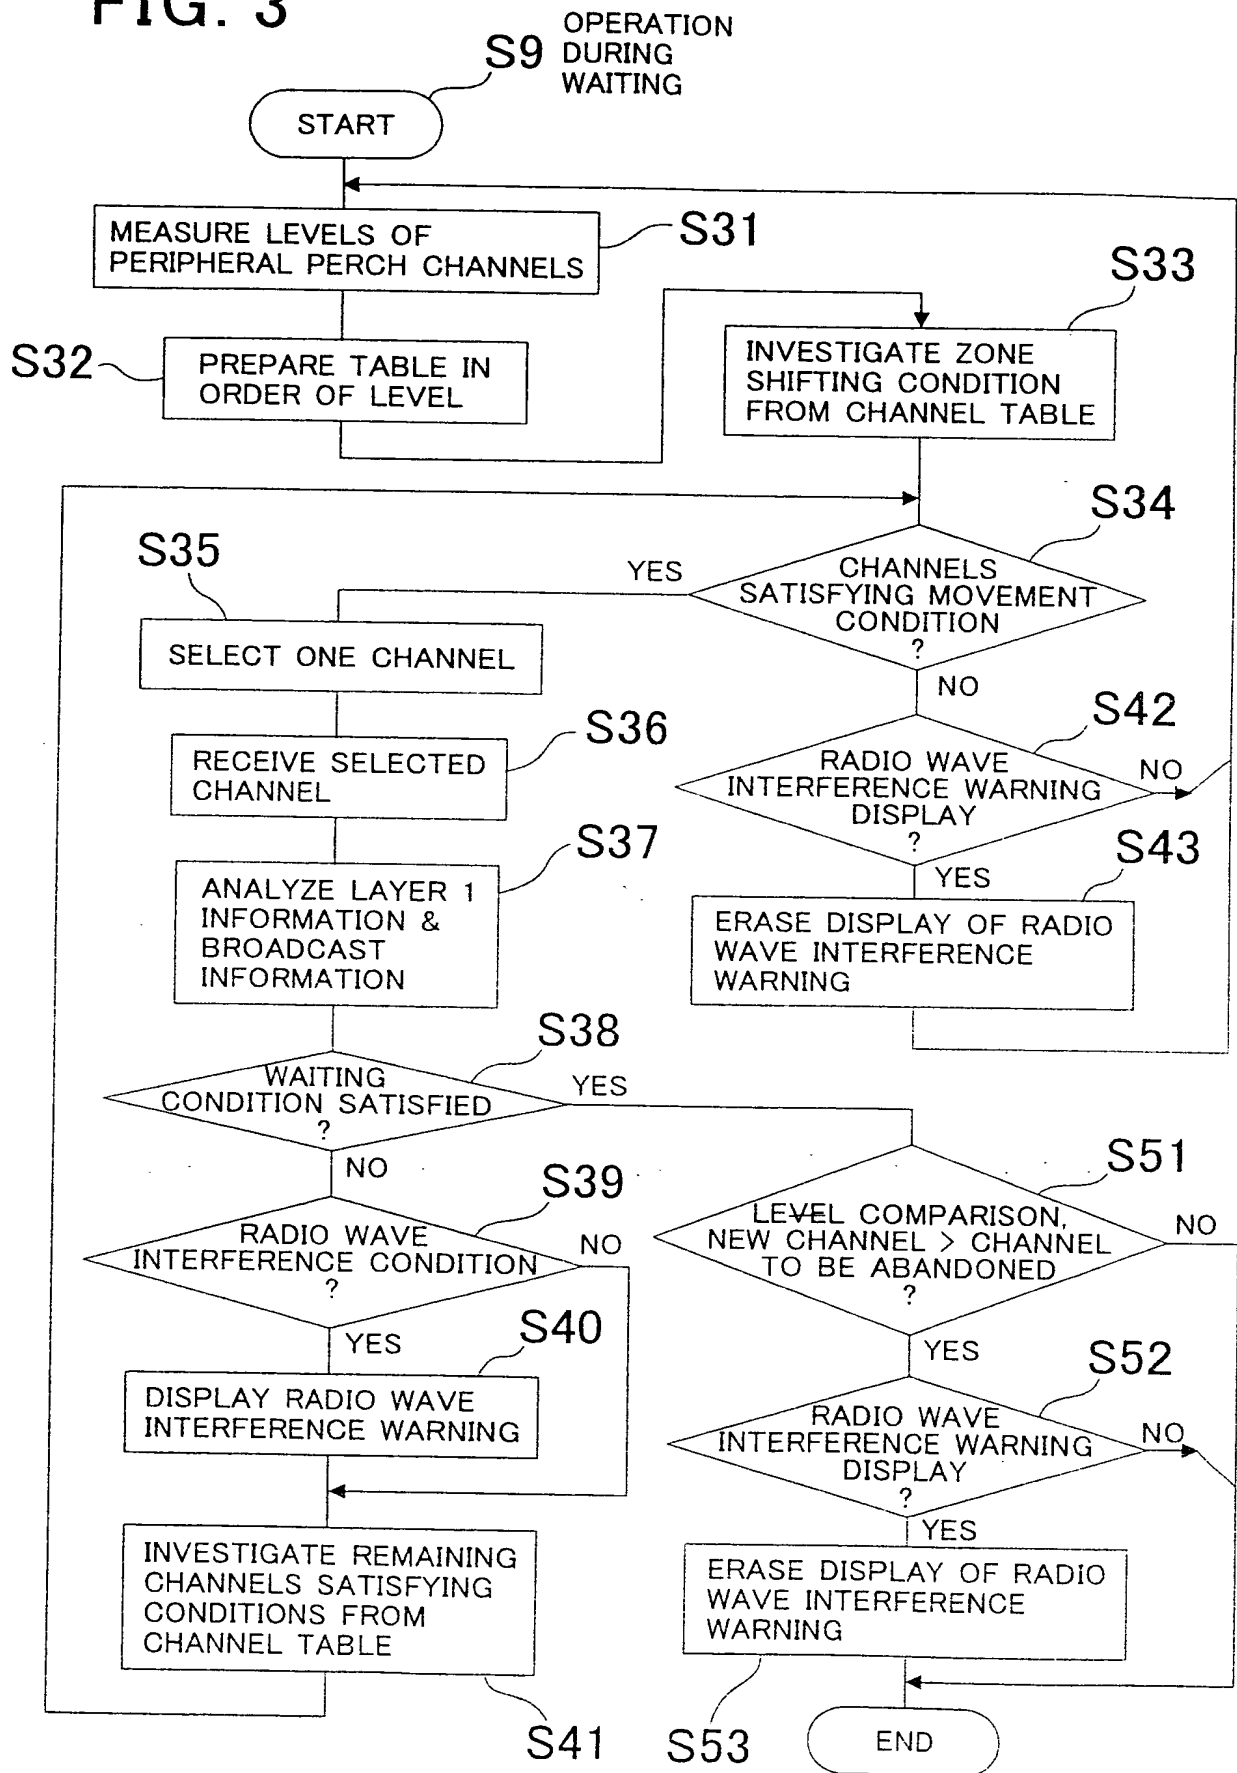 FIG. 3
S9
OPERATION
DURING
WAITING
START
MEASURE LEVELS OF
PERIPHERAL PERCH CHANNELS
S31
S32
PREPARE TABLE IN
ORDER OF LEVEL
S33
INVESTIGATE ZONE
SHIFTING CONDITION
FROM CHANNEL TABLE
S34
CHANNELS
SATISFYING MOVEMENT
CONDITION
?
YES
NO
S35
SELECT ONE CHANNEL
S36
RECEIVE SELECTED
CHANNEL
S42
RADIO WAVE
INTERFERENCE WARNING
DISPLAY
?
NO
YES
S37
ANALYZE LAYER 1
INFORMATION &
BROADCAST
INFORMATION
S43
ERASE DISPLAY OF RADIO
WAVE INTERFERENCE
WARNING
S38
WAITING
CONDITION SATISFIED
?
YES
NO
S39
RADIO WAVE
INTERFERENCE CONDITION
?
NO
YES
S51
LEVEL COMPARISON,
NEW CHANNEL > CHANNEL
TO BE ABANDONED
?
NO
YES
S40
DISPLAY RADIO WAVE
INTERFERENCE WARNING
S52
RADIO WAVE
INTERFERENCE WARNING
DISPLAY
?
NO
YES
INVESTIGATE REMAINING
CHANNELS SATISFYING
CONDITIONS FROM
CHANNEL TABLE
S41
ERASE DISPLAY OF RADIO
WAVE INTERFERENCE
WARNING
S53
END